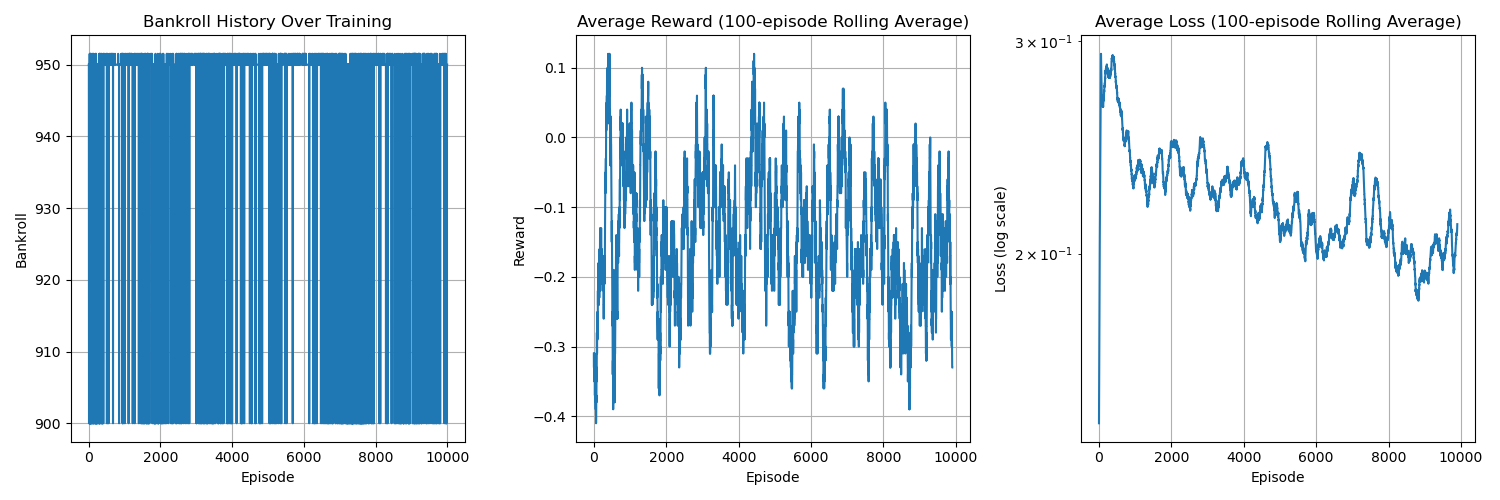 Bankroll History Over Training
950
940
930
920
910
900
Bankroll
0 2000 4000 6000 8000 10000
Episode
Average Reward (100-episode Rolling Average)
0.1
0.0
−0.1
−0.2
−0.3
−0.4
Reward
0 2000 4000 6000 8000 10000
Episode
Average Loss (100-episode Rolling Average)
3 × 10⁻¹
2 × 10⁻¹
Loss (log scale)
0 2000 4000 6000 8000 10000
Episode